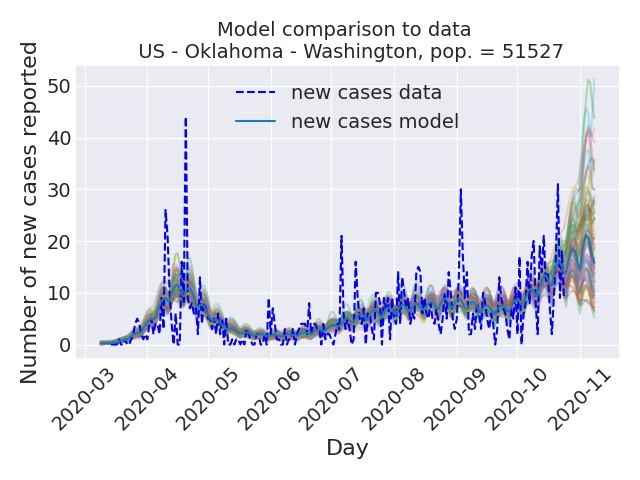 Model comparison to data
US - Oklahoma - Washington, pop. = 51527
Number of new cases reported
50
40
30
20
10
0
new cases data
new cases model
2020-03
2020-04
2020-05
2020-06
2020-07
2020-08
2020-09
2020-10
2020-11
Day